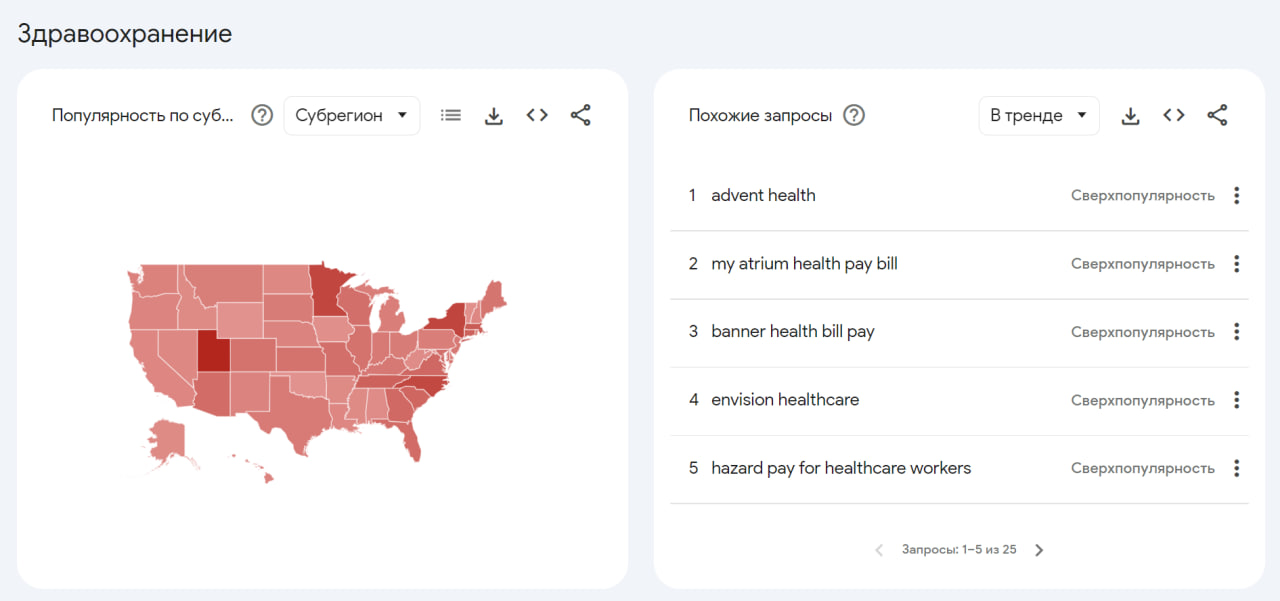 Здравоохранение
Популярность по суб... ? Субрегион
Похожие запросы ? В тренде
1 advent health Сверхпопулярность
2 my atrium health pay bill Сверхпопулярность
3 banner health bill pay Сверхпопулярность
4 envision healthcare Сверхпопулярность
5 hazard pay for healthcare workers Сверхпопулярность
Запросы: 1–5 из 25